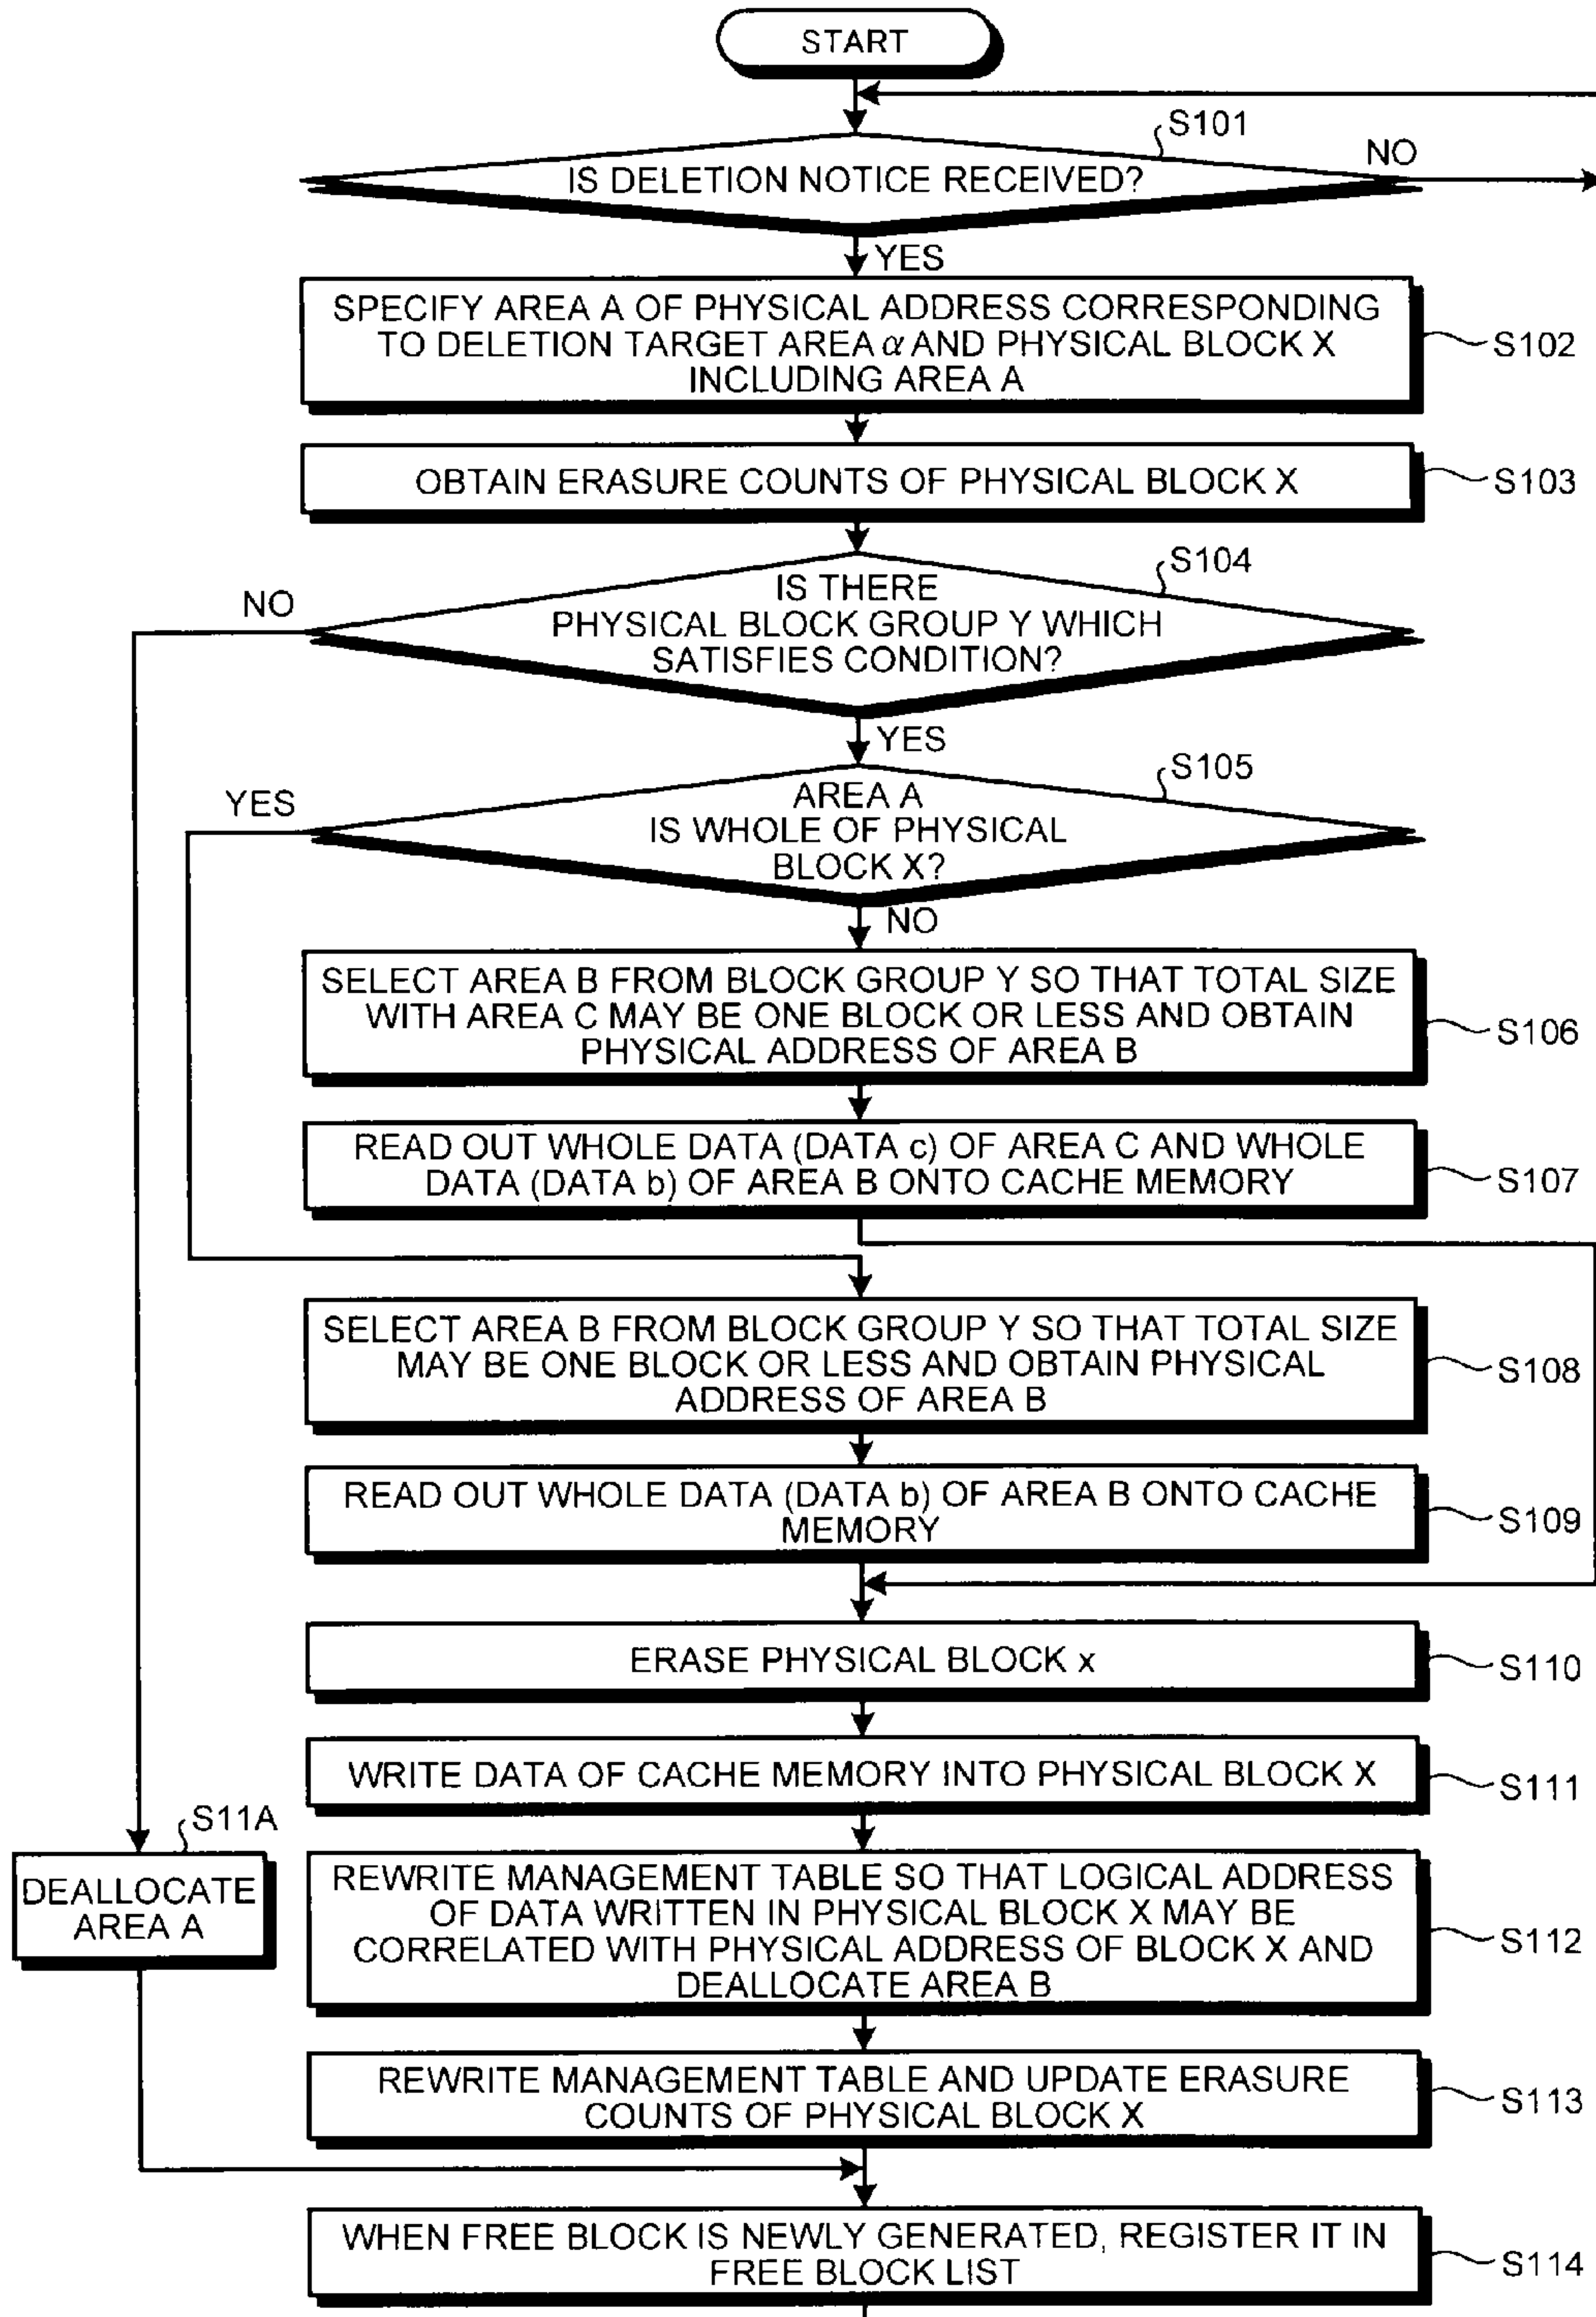 START
S101
IS DELETION NOTICE RECEIVED?
NO
YES
SPECIFY AREA A OF PHYSICAL ADDRESS CORRESPONDING
TO DELETION TARGET AREA α AND PHYSICAL BLOCK X
INCLUDING AREA A
S102
OBTAIN ERASURE COUNTS OF PHYSICAL BLOCK X
S103
S104
IS THERE
PHYSICAL BLOCK GROUP Y WHICH
SATISFIES CONDITION?
NO
YES
S105
AREA A
IS WHOLE OF PHYSICAL
BLOCK X?
YES
NO
SELECT AREA B FROM BLOCK GROUP Y SO THAT TOTAL SIZE
WITH AREA C MAY BE ONE BLOCK OR LESS AND OBTAIN
PHYSICAL ADDRESS OF AREA B
S106
READ OUT WHOLE DATA (DATA c) OF AREA C AND WHOLE
DATA (DATA b) OF AREA B ONTO CACHE MEMORY
S107
SELECT AREA B FROM BLOCK GROUP Y SO THAT TOTAL SIZE
MAY BE ONE BLOCK OR LESS AND OBTAIN PHYSICAL
ADDRESS OF AREA B
S108
READ OUT WHOLE DATA (DATA b) OF AREA B ONTO CACHE
MEMORY
S109
ERASE PHYSICAL BLOCK x
S110
WRITE DATA OF CACHE MEMORY INTO PHYSICAL BLOCK X
S111
S11A
DEALLOCATE
AREA A
REWRITE MANAGEMENT TABLE SO THAT LOGICAL ADDRESS
OF DATA WRITTEN IN PHYSICAL BLOCK X MAY BE
CORRELATED WITH PHYSICAL ADDRESS OF BLOCK X AND
DEALLOCATE AREA B
S112
REWRITE MANAGEMENT TABLE AND UPDATE ERASURE
COUNTS OF PHYSICAL BLOCK X
S113
WHEN FREE BLOCK IS NEWLY GENERATED, REGISTER IT IN
FREE BLOCK LIST
S114